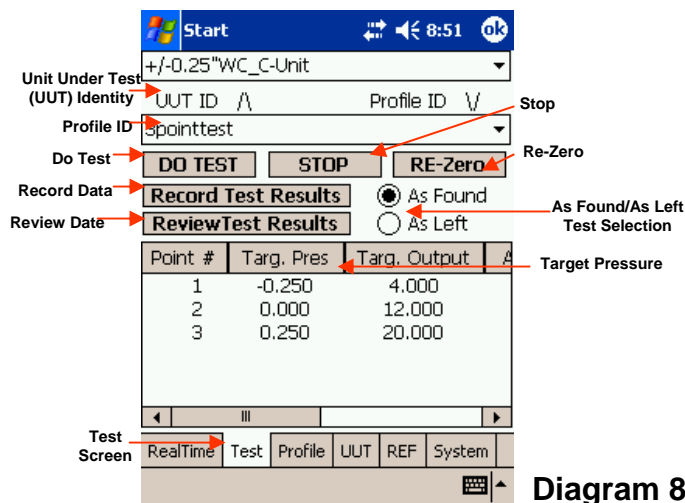 Start 8:51 ok
+/-0.25"WC_C-Unit
Unit Under Test
(UUT) Identity
UUT ID /\ Profile ID \/
Stop
Profile ID
3pointtest
Do Test
DO TEST STOP RE-Zero
Re-Zero
Record Data
Record Test Results As Found
Review Date
ReviewTest Results As Left
As Found/As Left
Test Selection
Point # Targ. Pres Targ. Output A
Target Pressure
1 -0.250 4.000
2 0.000 12.000
3 0.250 20.000
Test
Screen
RealTime Test Profile UUT REF System
Diagram 8